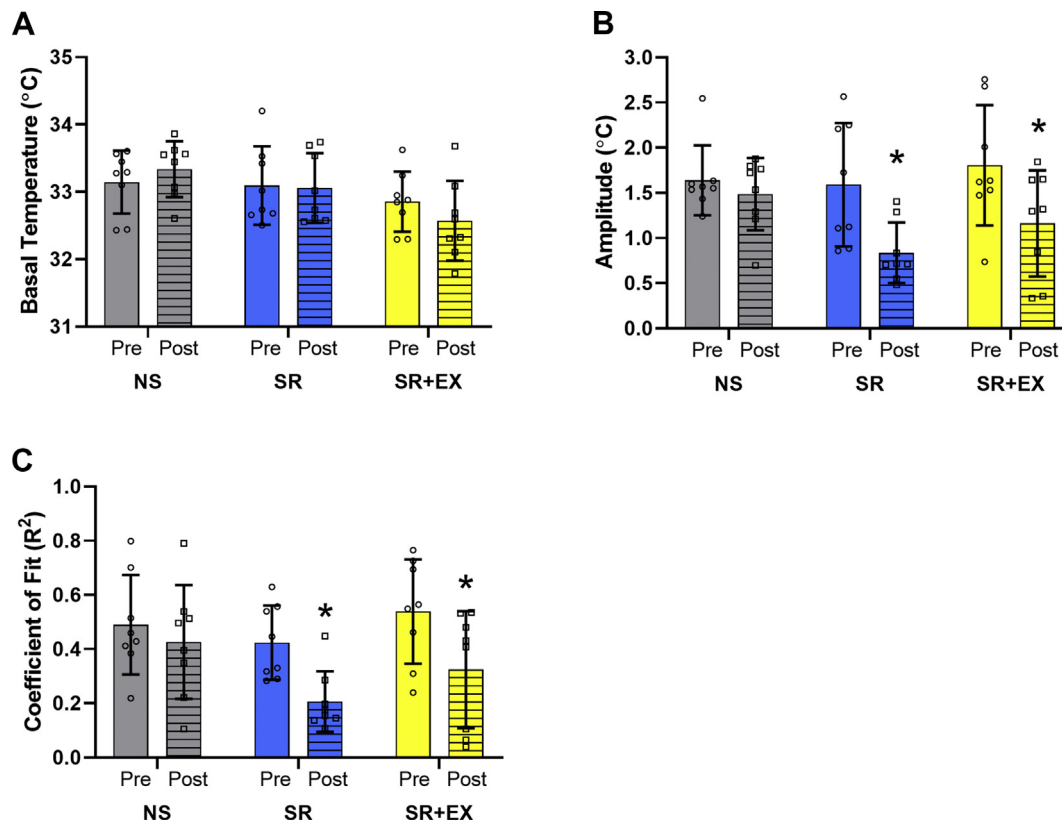 A
Basal Temperature (°C)
35
34
33
32
31
Pre Post Pre Post Pre Post
NS SR SR+EX
B
Amplitude (°C)
3.0
2.5
2.0
1.5
1.0
0.5
0.0
* *
Pre Post Pre Post Pre Post
NS SR SR+EX
C
Coefficient of Fit (R²)
1.0
0.8
0.6
0.4
0.2
0.0
* *
Pre Post Pre Post Pre Post
NS SR SR+EX